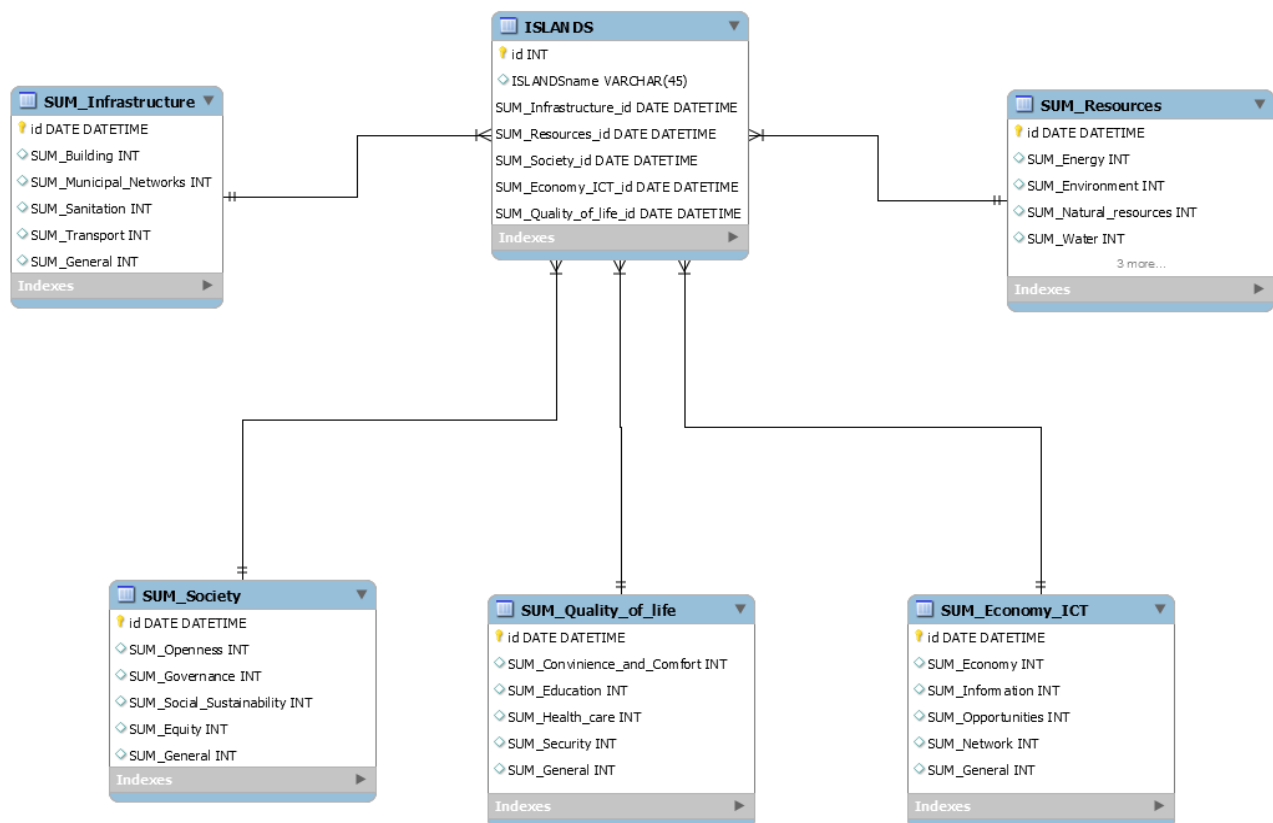 ISLANDS
id INT
ISLANDSname VARCHAR(45)
SUM_Infrastructure_id DATE DATETIME
SUM_Resources_id DATE DATETIME
SUM_Society_id DATE DATETIME
SUM_Economy_ICT_id DATE DATETIME
SUM_Quality_of_life_id DATE DATETIME
Indexes
SUM_Infrastructure
id DATE DATETIME
SUM_Building INT
SUM_Municipal_Networks INT
SUM_Sanitation INT
SUM_Transport INT
SUM_General INT
Indexes
SUM_Resources
id DATE DATETIME
SUM_Energy INT
SUM_Environment INT
SUM_Natural_resources INT
SUM_Water INT
3 more...
Indexes
SUM_Society
id DATE DATETIME
SUM_Openness INT
SUM_Governance INT
SUM_Social_Sustainability INT
SUM_Equity INT
SUM_General INT
Indexes
SUM_Quality_of_life
id DATE DATETIME
SUM_Convinience_and_Comfort INT
SUM_Education INT
SUM_Health_care INT
SUM_Security INT
SUM_General INT
Indexes
SUM_Economy_ICT
id DATE DATETIME
SUM_Economy INT
SUM_Information INT
SUM_Opportunities INT
SUM_Network INT
SUM_General INT
Indexes